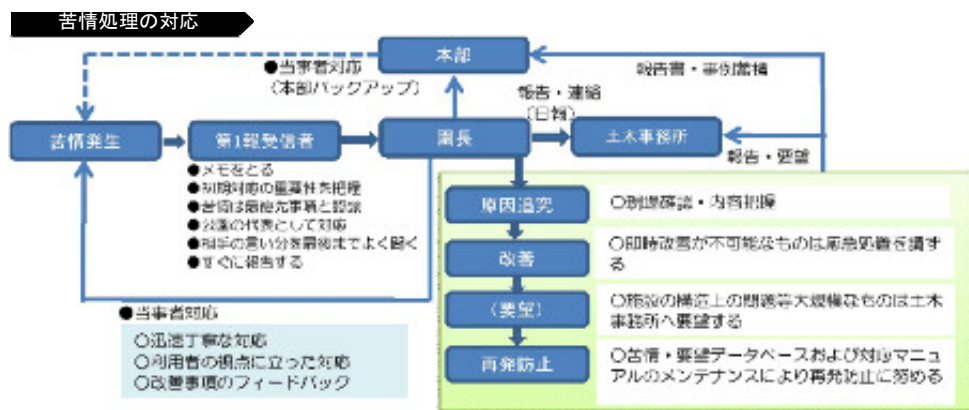 苦情処理の対応
本部
●当事者対応
(本部バックアップ)
報告書・事例蓄積
報告・連絡
(日報)
苦情発生
第1報受信者
園長
土木事務所
報告・要望
●メモをとる
●初期対応の重要性を把握
●苦情は最優先事項と認識
●公園の代表として対応
●相手の言い分を最後までよく聞く
●すぐに報告する
原因追究
○現場確認・内容把握
改善
○即時改善が不可能なものは応急処置を講ず
る
(要望)
○施設の構造上の問題等大規模なものは土木
事務所へ要望する
再発防止
○苦情・要望データベースおよび対応マニュ
アルのメンテナンスにより再発防止に努める
●当事者対応
○迅速丁寧な対応
○利用者の視点に立った対応
○改善事項のフィードバック